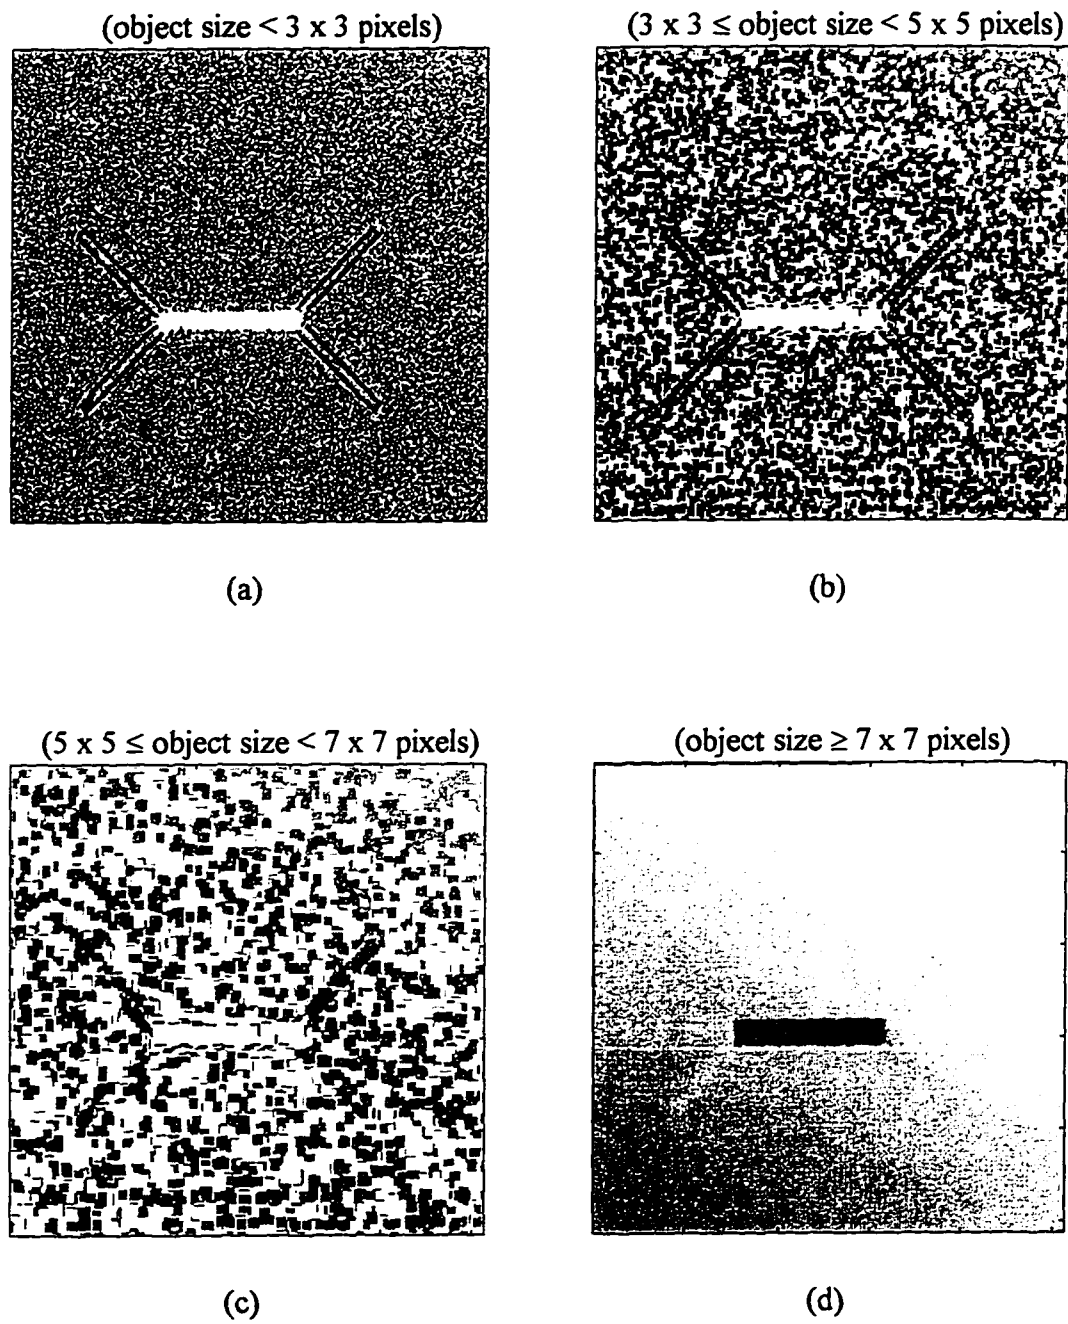 (object size < 3 x 3 pixels)
(3 x 3 ≤ object size < 5 x 5 pixels)
(a)
(b)
(5 x 5 ≤ object size < 7 x 7 pixels)
(object size ≥ 7 x 7 pixels)
(c)
(d)